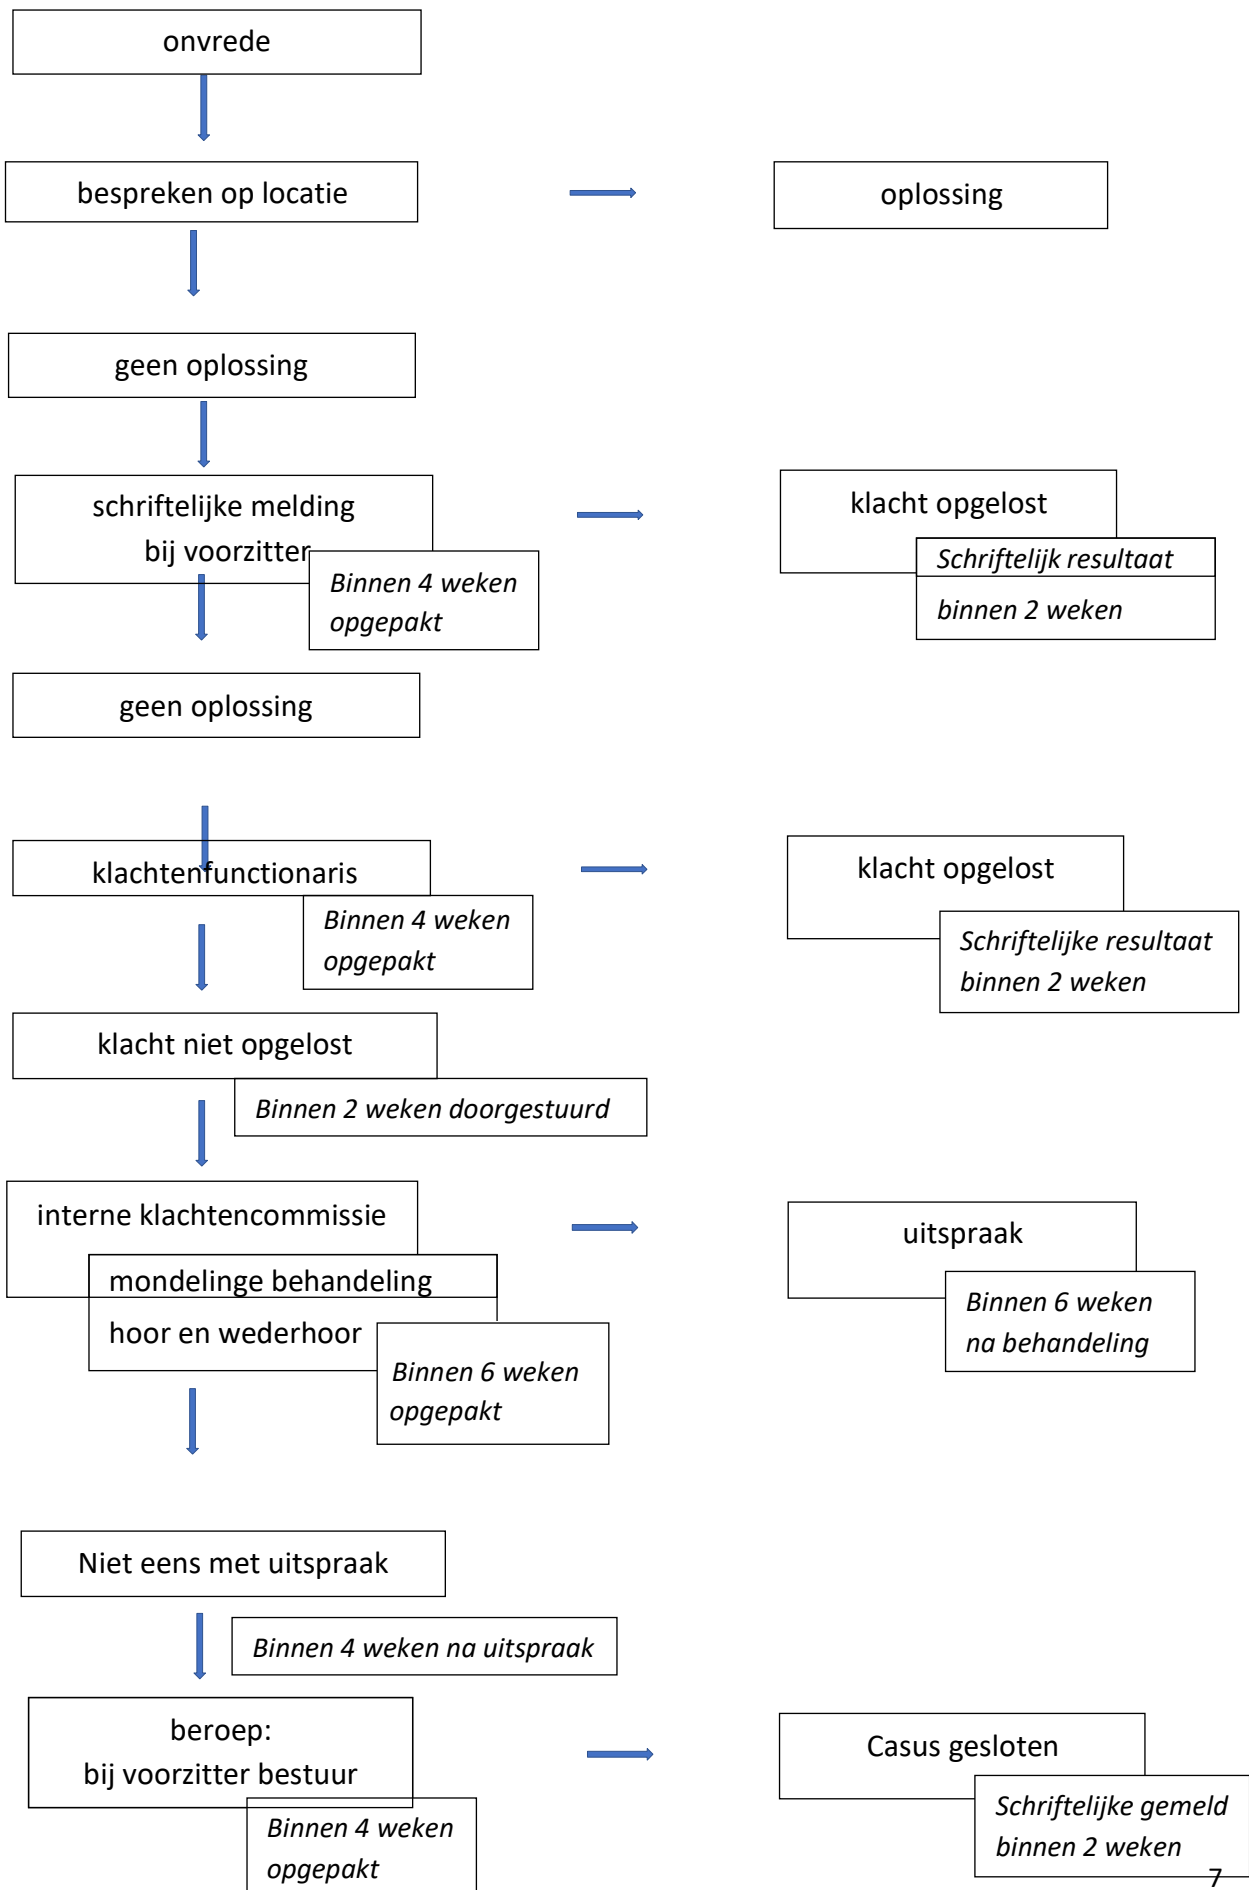 onvrede
bespreken op locatie
oplossing
geen oplossing
schriftelijke melding
bij voorzitter
Binnen 4 weken
opgepakt
klacht opgelost
Schriftelijk resultaat
binnen 2 weken
geen oplossing
klachtenfunctionaris
Binnen 4 weken
opgepakt
klacht opgelost
Schriftelijke resultaat
binnen 2 weken
klacht niet opgelost
Binnen 2 weken doorgestuurd
interne klachtencommissie
mondelinge behandeling
hoor en wederhoor
Binnen 6 weken
opgepakt
uitspraak
Binnen 6 weken
na behandeling
Niet eens met uitspraak
Binnen 4 weken na uitspraak
beroep:
bij voorzitter bestuur
Binnen 4 weken
opgepakt
Casus gesloten
Schriftelijke gemeld
binnen 2 weken
7